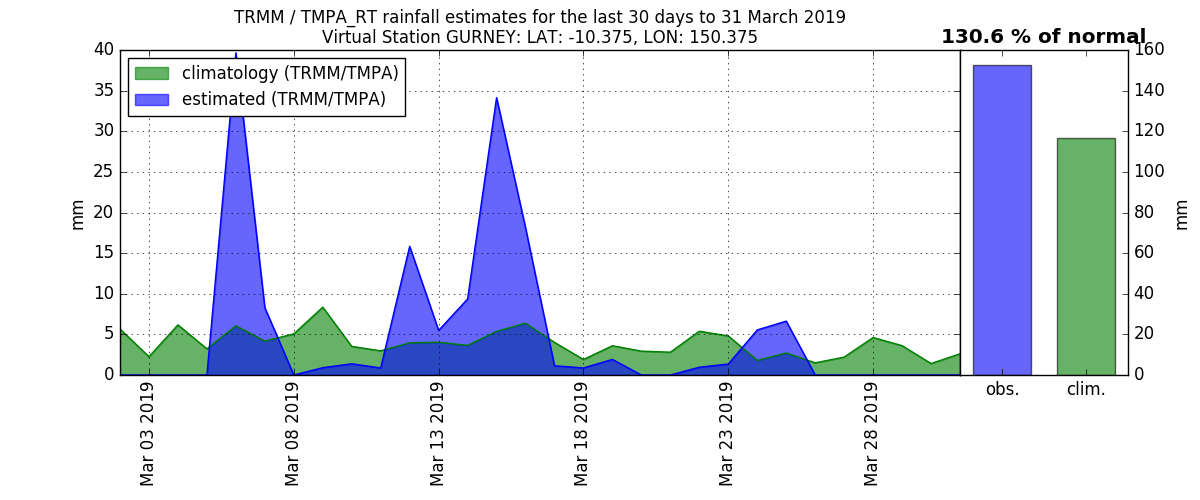 TRMM / TMPA_RT rainfall estimates for the last 30 days to 31 March 2019
Virtual Station GURNEY: LAT: -10.375, LON: 150.375
130.6 % of normal
climatology (TRMM/TMPA)
estimated (TRMM/TMPA)
40
35
30
25
20
15
10
5
0
mm
Mar 03 2019
Mar 08 2019
Mar 13 2019
Mar 18 2019
Mar 23 2019
Mar 28 2019
160
140
120
100
80
60
40
20
0
mm
obs.
clim.